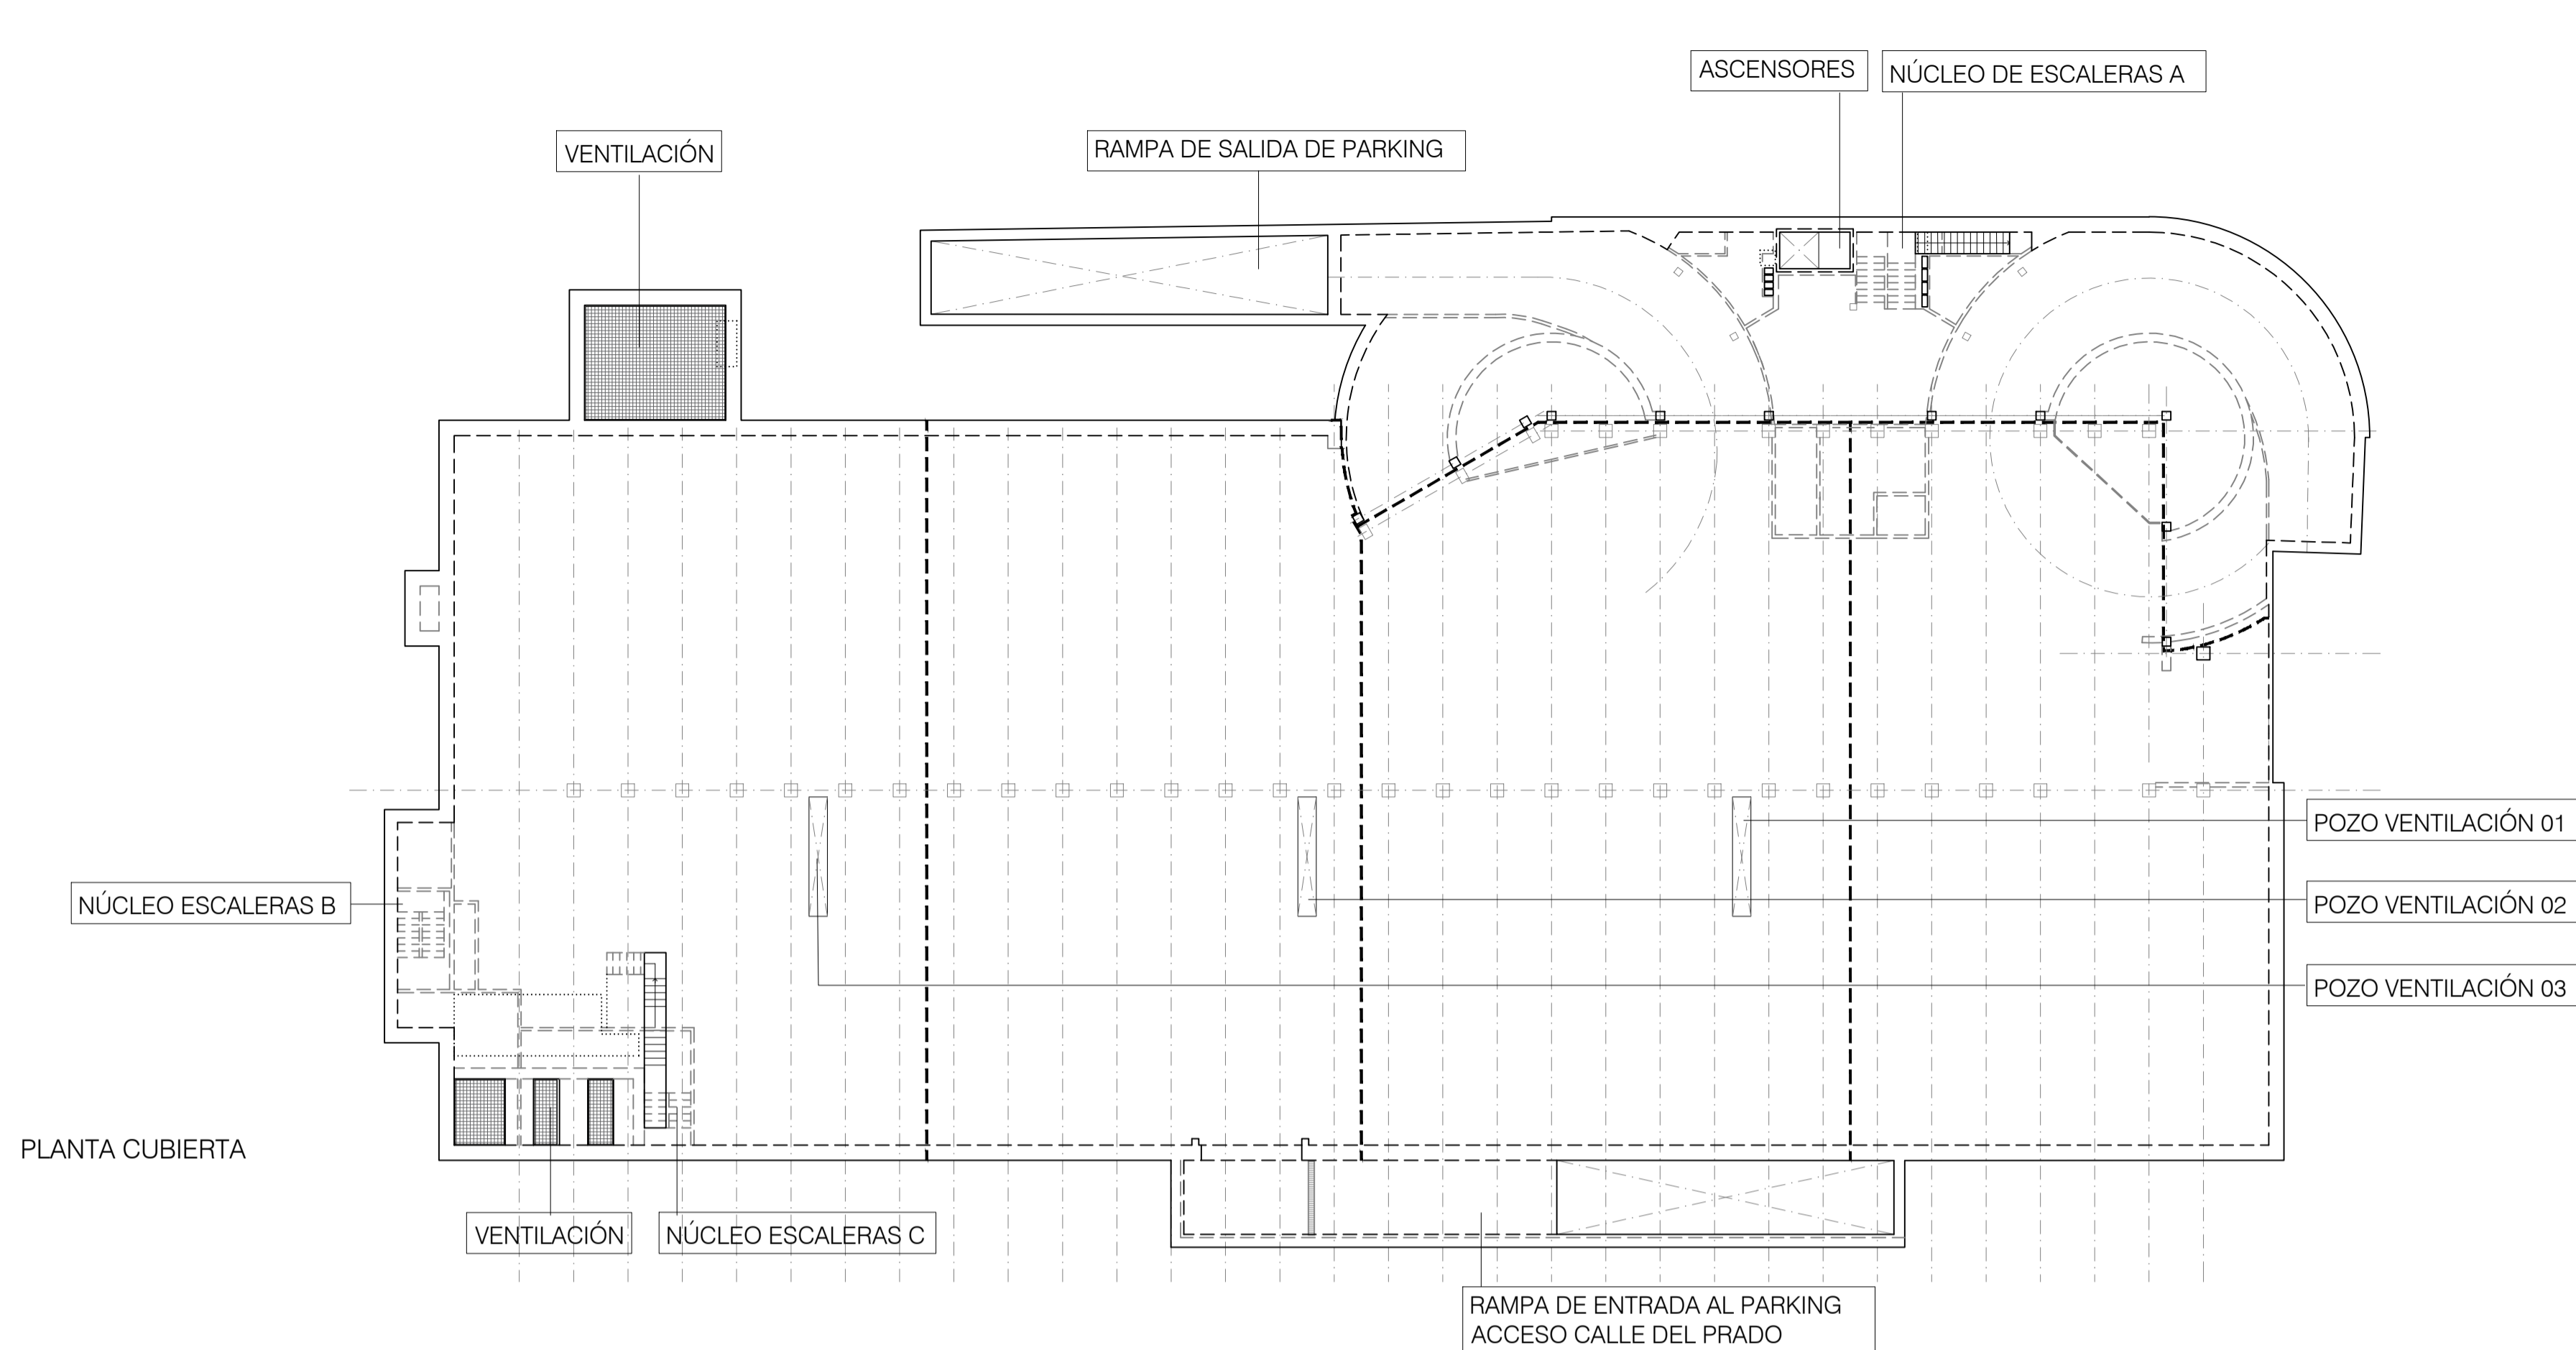 ASCENSORES
NÚCLEO DE ESCALERAS A
VENTILACIÓN
RAMPA DE SALIDA DE PARKING
POZO VENTILACIÓN 01
NÚCLEO ESCALERAS B
POZO VENTILACIÓN 02
POZO VENTILACIÓN 03
PLANTA CUBIERTA
VENTILACIÓN
NÚCLEO ESCALERAS C
RAMPA DE ENTRADA AL PARKING
ACCESO CALLE DEL PRADO